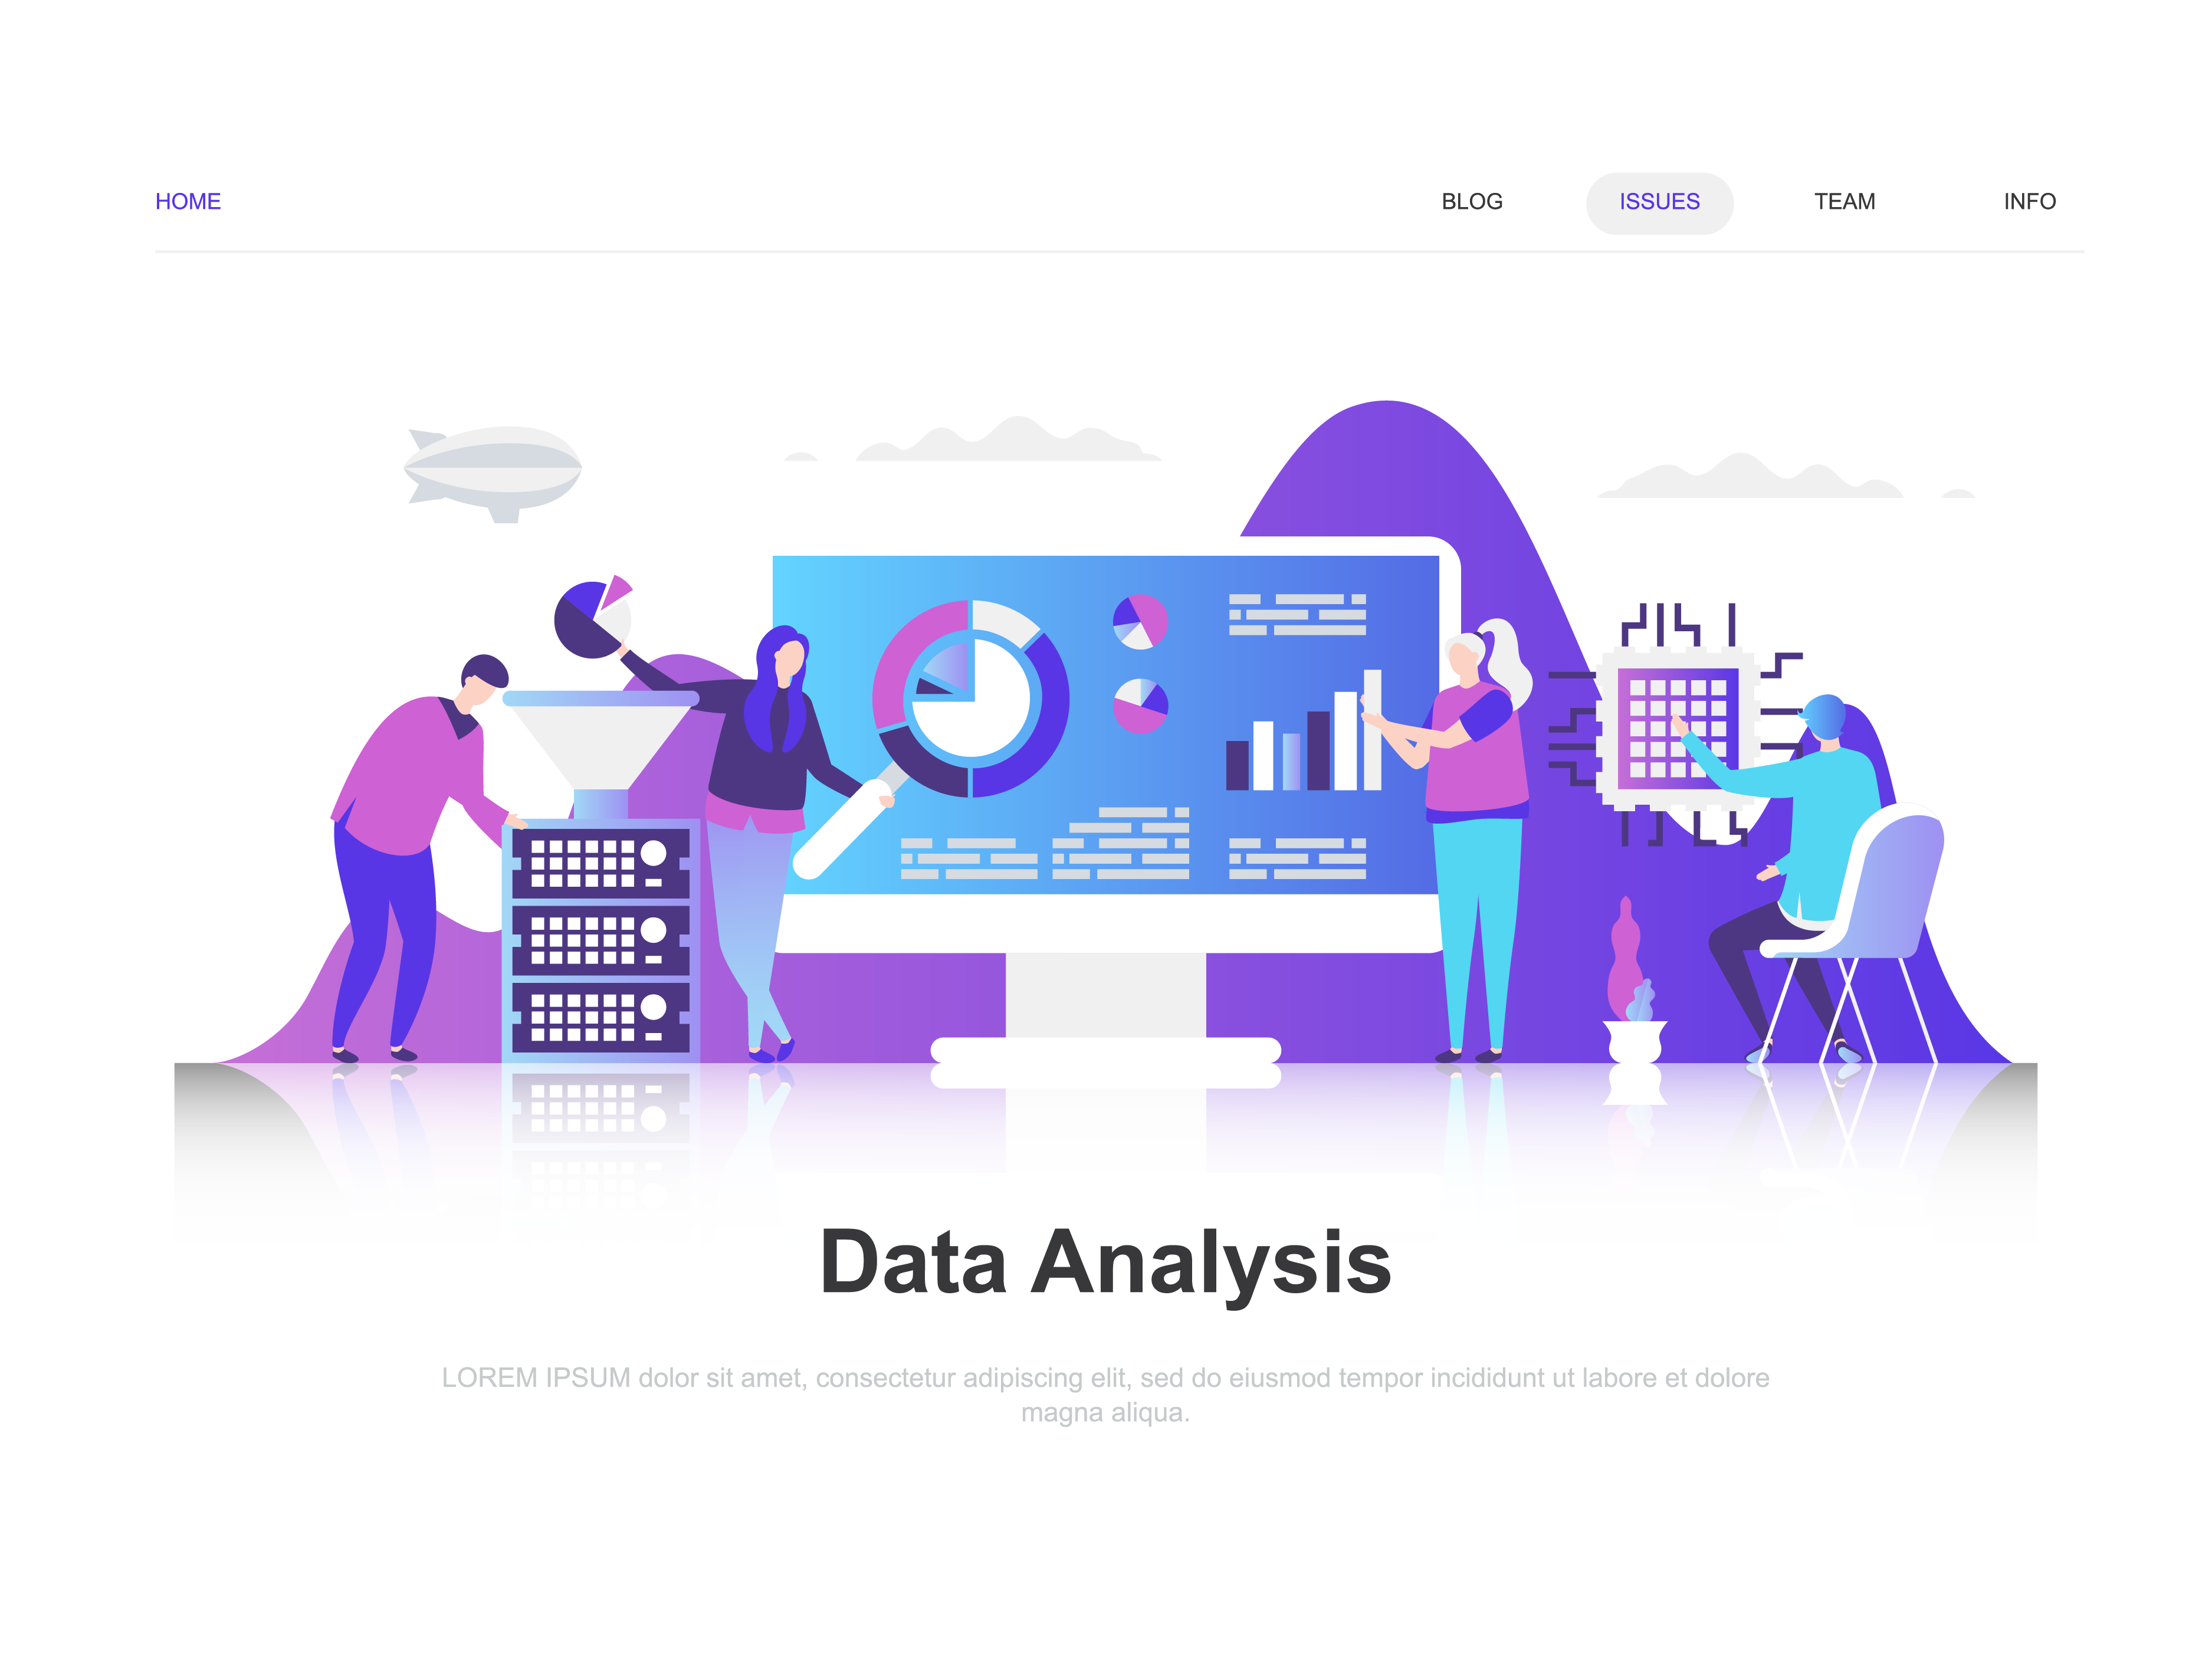 HOME BLOG ISSUES TEAM INFO
Data Analysis
LOREM IPSUM dolor sit amet, consectetur adipiscing elit, sed do eiusmod tempor incididunt ut labore et dolore
magna aliqua.